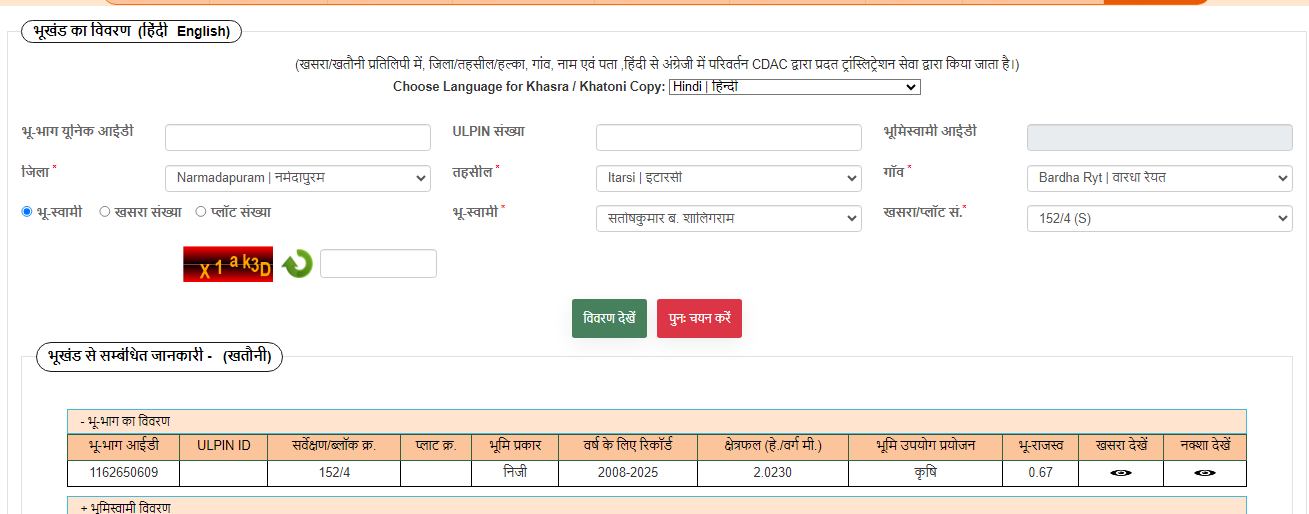 भूखंड का विवरण (हिंदी English)
(खसरा/खतौनी प्रतिलिपी में, जिला/तहसील/हल्का, गांव, नाम एवं पता ,हिंदी से अंग्रेजी में परिवर्तन CDAC द्वारा प्रदत ट्रांस्लिट्रेशन सेवा द्वारा किया जाता है।)
Choose Language for Khasra / Khatoni Copy: Hindi | हिन्दी
भू-भाग यूनिक आईडी ULPIN संख्या भूमिस्वामी आईडी
जिला * Narmadapuram | नर्मदापुरम तहसील * Itarsi | इटारसी गाँव * Bardha Ryt | वारधा रेयत
भू-स्वामी खसरा संख्या प्लॉट संख्या भू-स्वामी * सतोषकुमार ब. शालिगराम खसरा/प्लॉट सं.* 152/4 (S)
x 1 a k3D
विवरण देखें पुनः चयन करें
भूखंड से सम्बंधित जानकारी - (खतौनी)
- भू-भाग का विवरण
भू-भाग आईडी ULPIN ID सर्वेक्षण/ब्लॉक क्र. प्लाट क्र. भूमि प्रकार वर्ष के लिए रिकॉर्ड क्षेत्रफल (हे./वर्ग मी.) भूमि उपयोग प्रयोजन भू-राजस्व खसरा देखें नक्शा देखें
1162650609 152/4 निजी 2008-2025 2.0230 कृषि 0.67
+ भूमिस्वामी विवरण